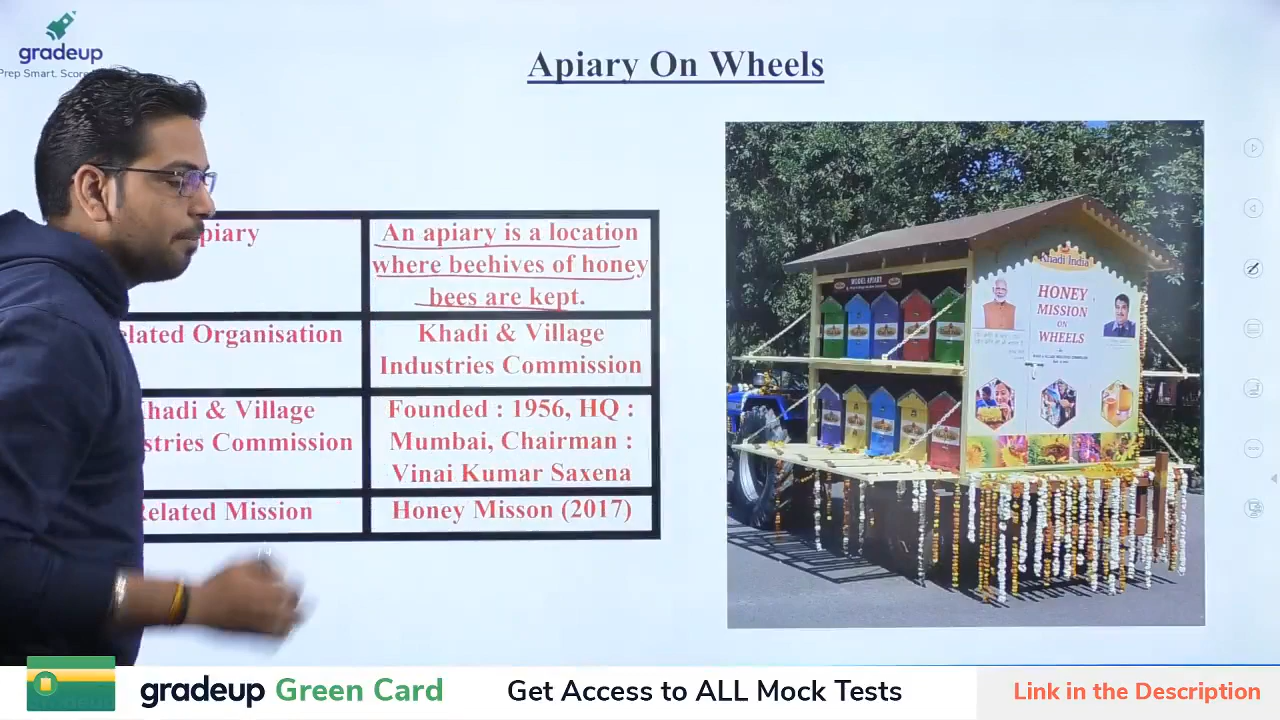 gradeup
Prep Smart. Score
Apiary On Wheels
piary
An apiary is a location
where beehives of honey
bees are kept.
elated Organisation
Khadi & Village
Industries Commission
hadi & Village
stries Commission
Founded : 1956, HQ :
Mumbai, Chairman :
Vinai Kumar Saxena
elated Mission
Honey Misson (2017)
Khadi India
MODEL APIARY
HONEY
MISSION
ON
WHEELS
gradeup Green Card
Get Access to ALL Mock Tests
Link in the Description